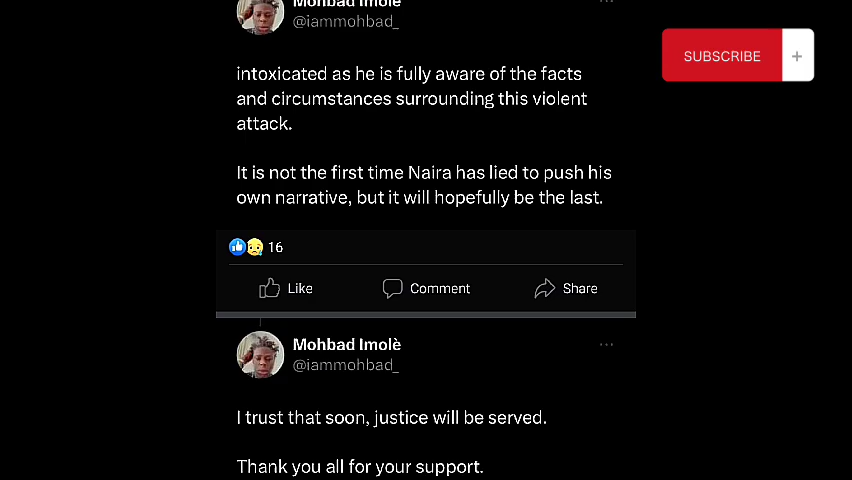 Mohbad Imolè
@iammohbad_
SUBSCRIBE +
intoxicated as he is fully aware of the facts
and circumstances surrounding this violent
attack.
It is not the first time Naira has lied to push his
own narrative, but it will hopefully be the last.
16
Like Comment Share
Mohbad Imolè
@iammohbad_
I trust that soon, justice will be served.
Thank you all for your support.